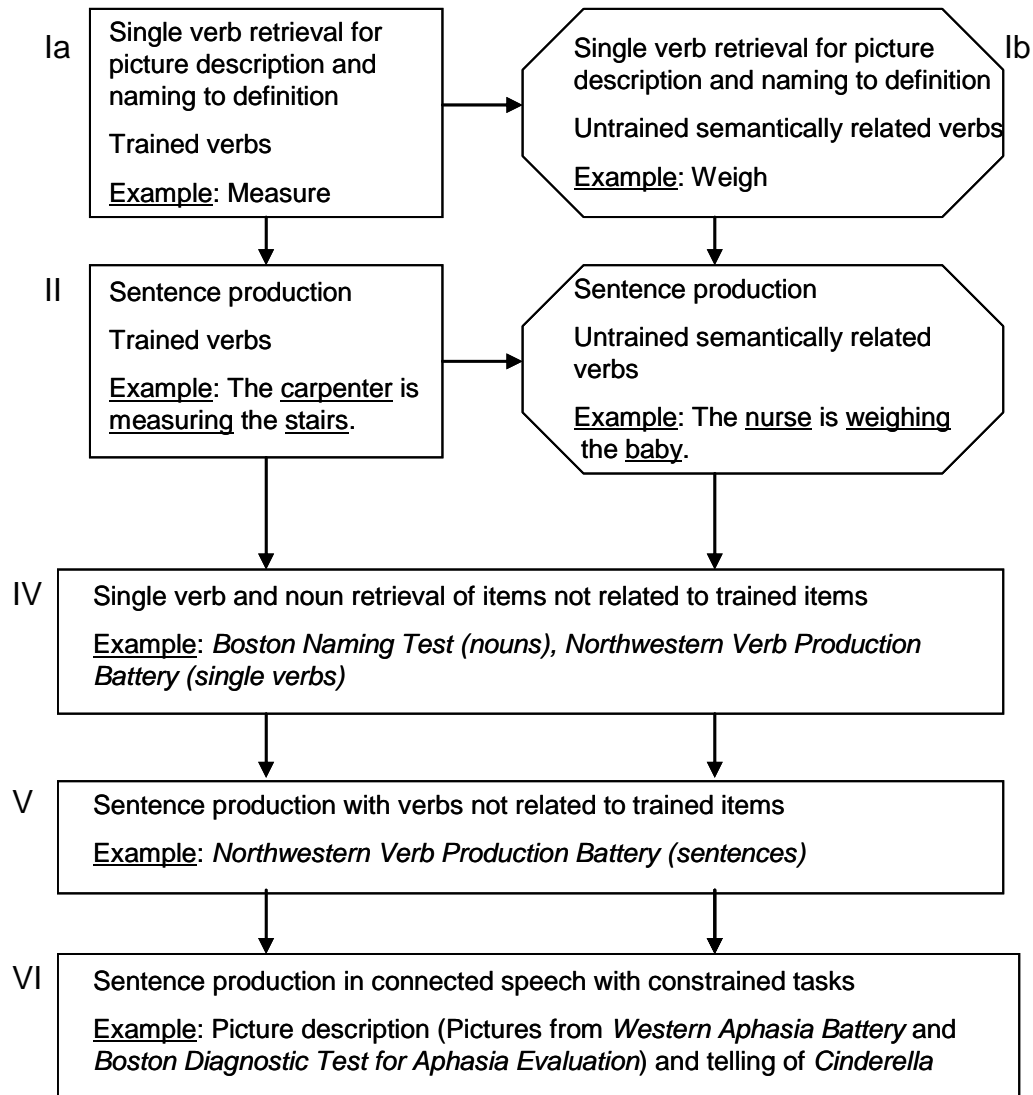 Ia
Single verb retrieval for
picture description and
naming to definition
Trained verbs
Example: Measure
Single verb retrieval for picture
description and naming to definition
Untrained semantically related verbs
Example: Weigh
Ib
II
Sentence production
Trained verbs
Example: The carpenter is
measuring the stairs.
Sentence production
Untrained semantically related
verbs
Example: The nurse is weighing
the baby.
IV
Single verb and noun retrieval of items not related to trained items
Example: Boston Naming Test (nouns), Northwestern Verb Production
Battery (single verbs)
V
Sentence production with verbs not related to trained items
Example: Northwestern Verb Production Battery (sentences)
VI
Sentence production in connected speech with constrained tasks
Example: Picture description (Pictures from Western Aphasia Battery and
Boston Diagnostic Test for Aphasia Evaluation) and telling of Cinderella